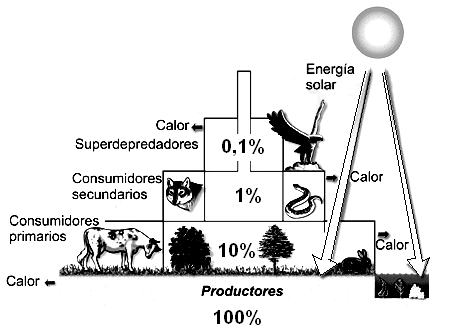 Energía
solar
Calor
Superdepredadores
0,1%
Consumidores
secundarios
1%
Calor
Consumidores
primarios
10%
Calor
Calor
Productores
100%